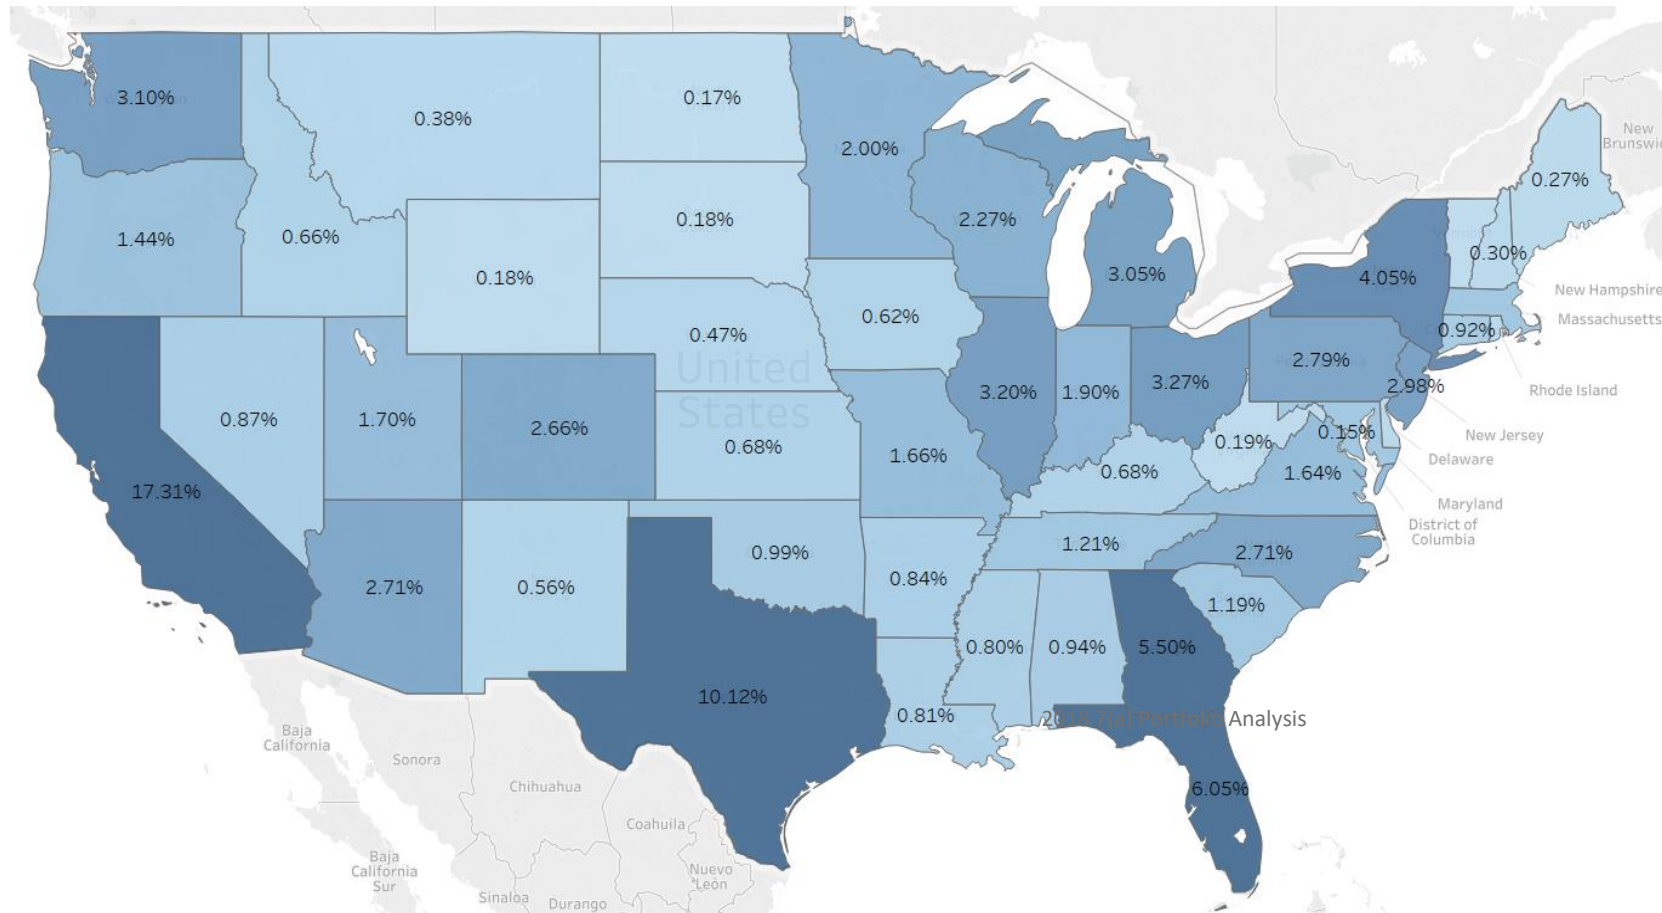 3.10%
0.38%
0.17%
2.00%
New
Brunswi
0.27%
0.18%
2.27%
1.44%
0.66%
0.30%
0.18%
3.05%
4.05%
New Hampshire
0.62%
Massachusetts
0.47%
0.92%
United
States
2.79%
3.20%
1.90%
3.27%
2.98%
Rhode Island
0.87%
1.70%
2.66%
0.68%
1.66%
0.19%
0.15%
New Jersey
Delaware
0.68%
1.64%
17.31%
Maryland
District of
Columbia
0.99%
1.21%
2.71%
2.71%
0.56%
0.84%
1.19%
0.80%
0.94%
5.50%
10.12%
0.81%
Portfolio Analysis
Baja
California
Sonora
Chihuahua
6.05%
Coahuila
Baja
California
Sur
Nuevo
León
Sinaloa
Durango